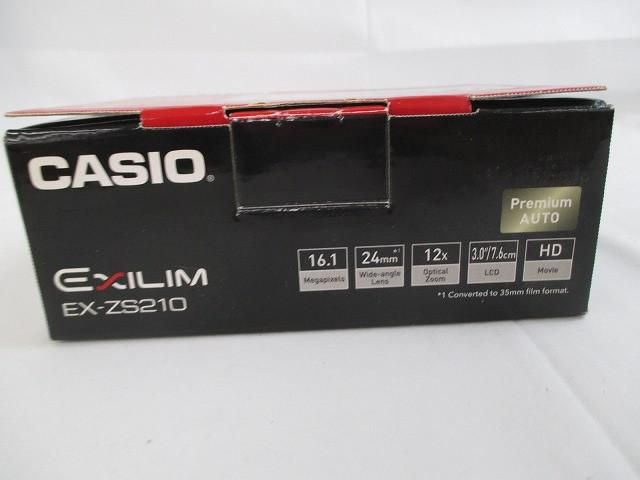 CASIO®
Premium
AUTO
EXILIM
EX-ZS210
16.1
Megapixels
24mm*1
Wide-angle
Lens
12x
Optical
Zoom
3.0"/7.6cm
LCD
HD
Movie
*1 Converted to 35mm film format.